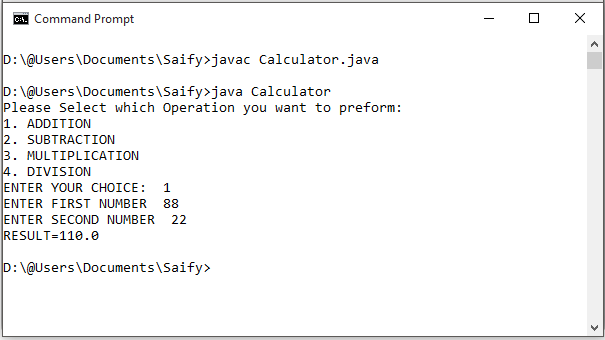 Command Prompt
D:\@Users\Documents\Saify>javac Calculator.java
D:\@Users\Documents\Saify>java Calculator
Please Select which Operation you want to preform:
1. ADDITION
2. SUBTRACTION
3. MULTIPLICATION
4. DIVISION
ENTER YOUR CHOICE:  1
ENTER FIRST NUMBER  88
ENTER SECOND NUMBER  22
RESULT=110.0
D:\@Users\Documents\Saify>